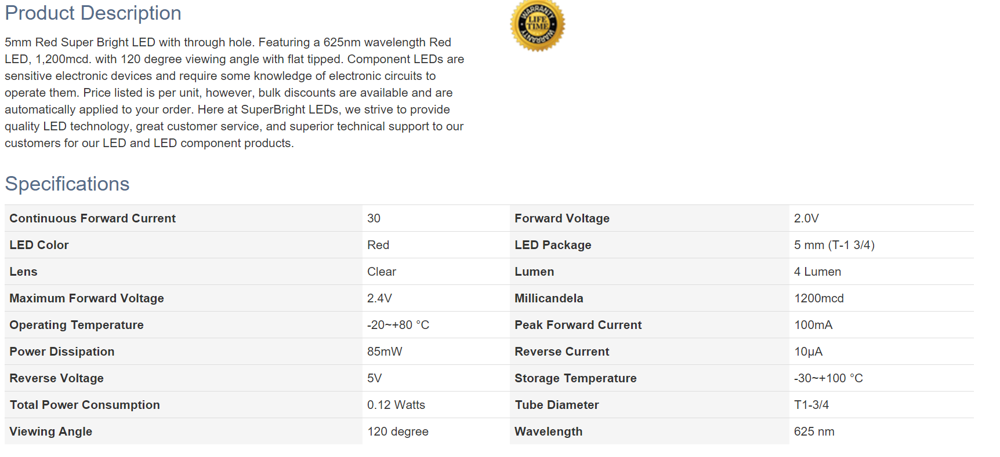 Product Description
WARRANTY
LIFE
TIME
WARRANTY
5mm Red Super Bright LED with through hole. Featuring a 625nm wavelength Red
LED, 1,200mcd. with 120 degree viewing angle with flat tipped. Component LEDs are
sensitive electronic devices and require some knowledge of electronic circuits to
operate them. Price listed is per unit, however, bulk discounts are available and are
automatically applied to your order. Here at SuperBright LEDs, we strive to provide
quality LED technology, great customer service, and superior technical support to our
customers for our LED and LED component products.
Specifications
Continuous Forward Current 30 Forward Voltage 2.0V
LED Color Red LED Package 5 mm (T-1 3/4)
Lens Clear Lumen 4 Lumen
Maximum Forward Voltage 2.4V Millicandela 1200mcd
Operating Temperature -20~+80 °C Peak Forward Current 100mA
Power Dissipation 85mW Reverse Current 10µA
Reverse Voltage 5V Storage Temperature -30~+100 °C
Total Power Consumption 0.12 Watts Tube Diameter T1-3/4
Viewing Angle 120 degree Wavelength 625 nm